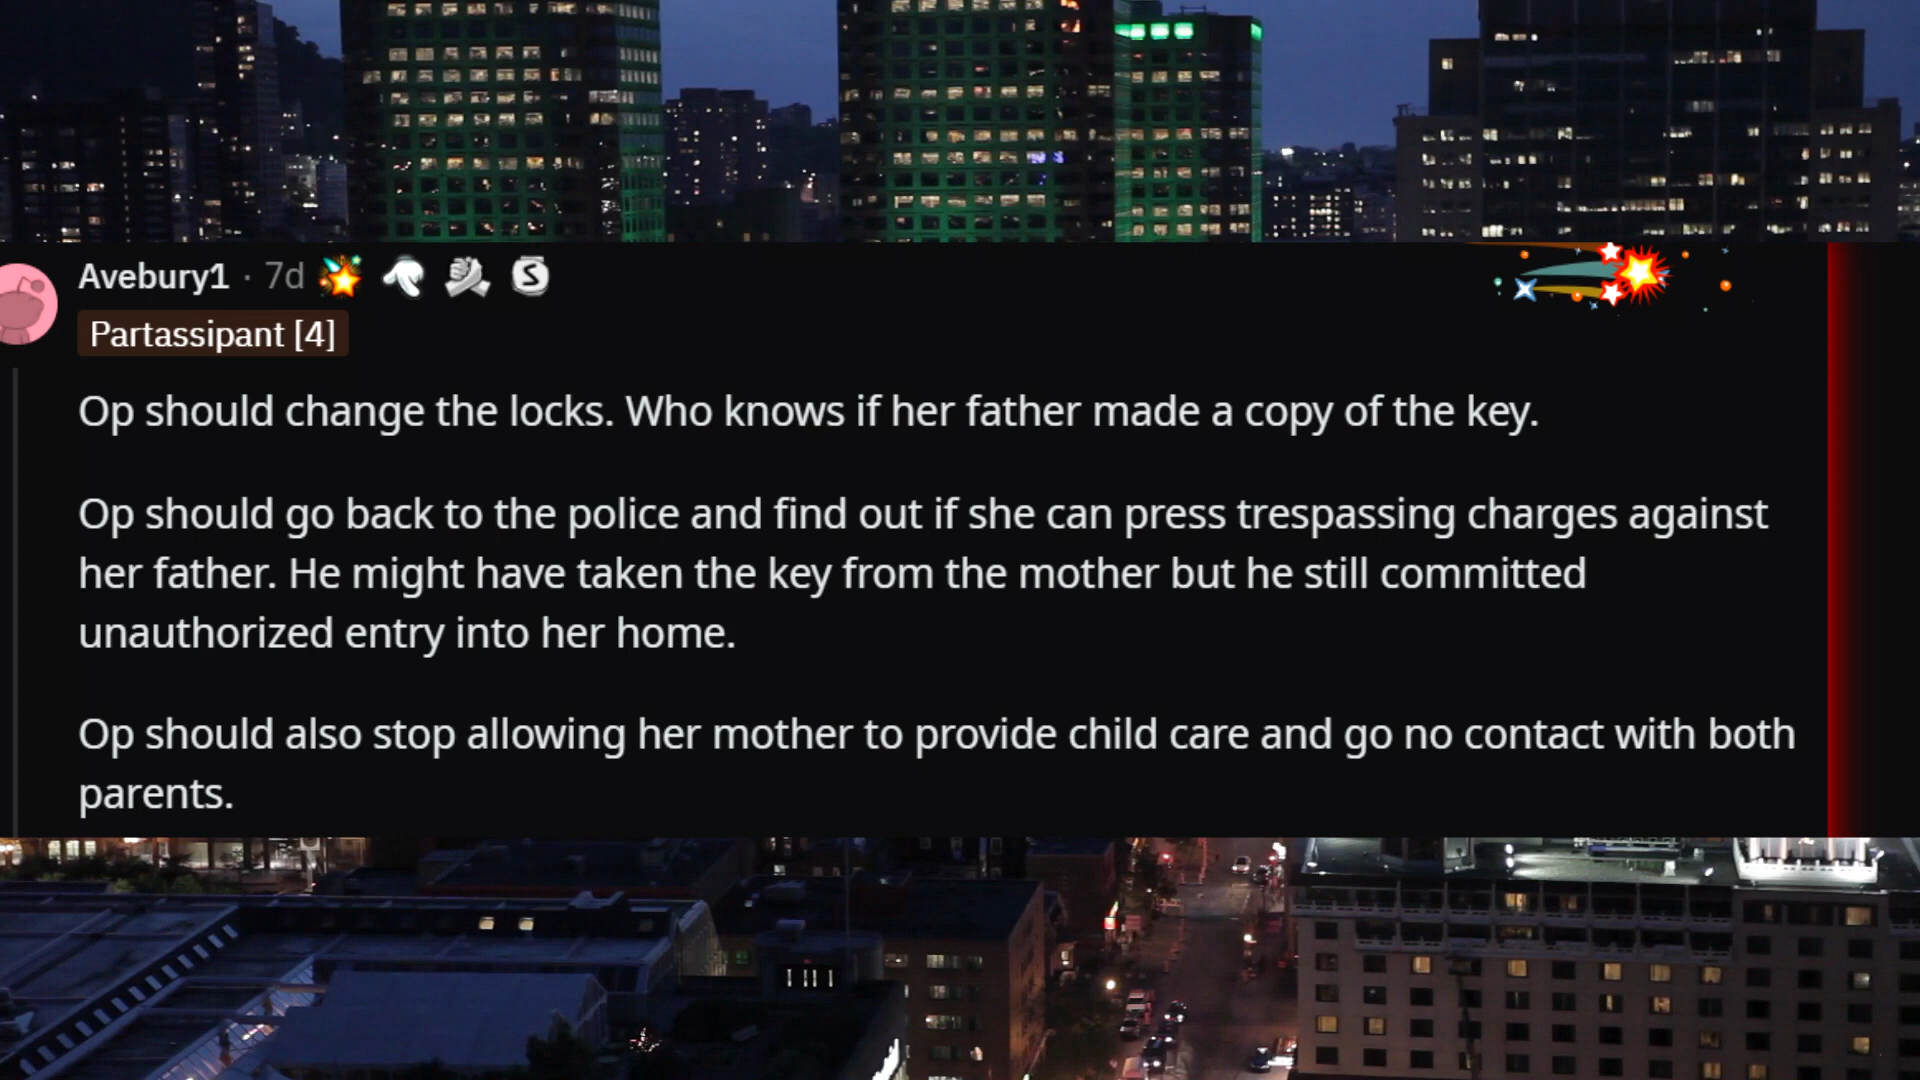 Avebury1 · 7d
Partassipant [4]
Op should change the locks. Who knows if her father made a copy of the key.
Op should go back to the police and find out if she can press trespassing charges against
her father. He might have taken the key from the mother but he still committed
unauthorized entry into her home.
Op should also stop allowing her mother to provide child care and go no contact with both
parents.